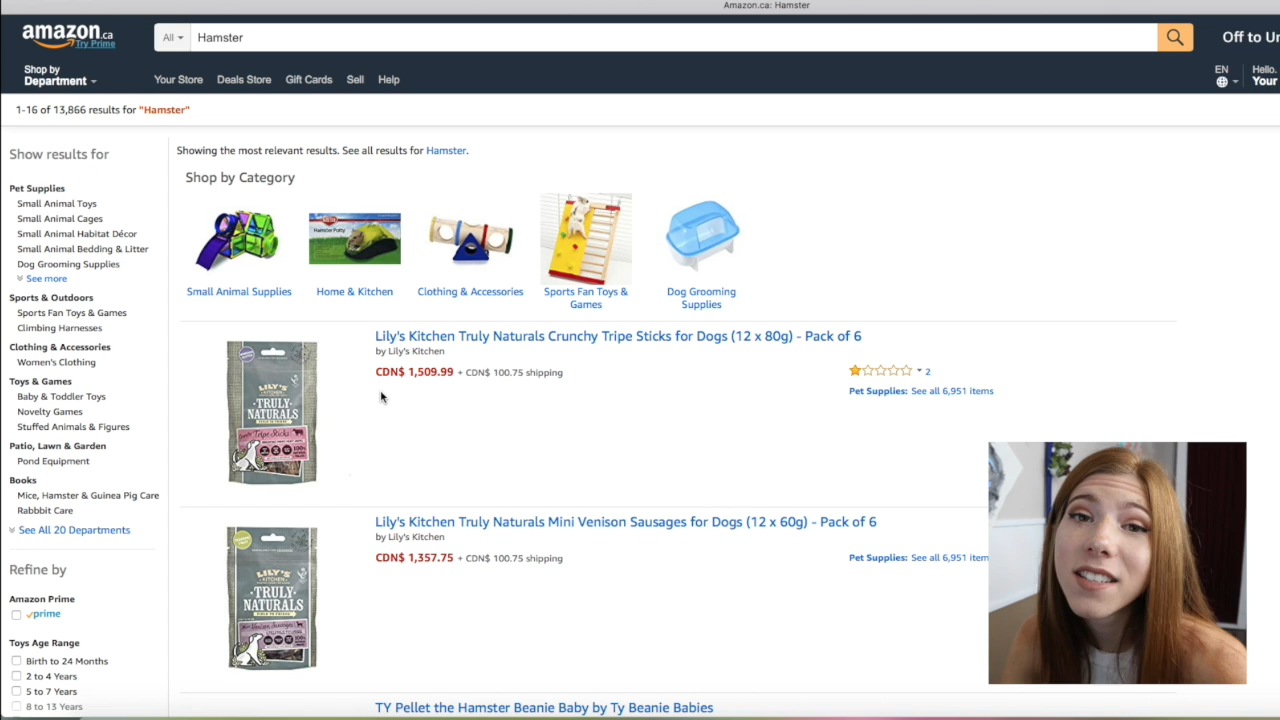 Amazon.ca: Hamster
amazon.ca
Try Prime
All
Hamster
Off to Un
Shop by
Department
Your Store
Deals Store
Gift Cards
Sell
Help
EN
Hello.
Your
1-16 of 13,866 results for "Hamster"
Show results for
Pet Supplies
Small Animal Toys
Small Animal Cages
Small Animal Habitat Décor
Small Animal Bedding & Litter
Dog Grooming Supplies
See more
Sports & Outdoors
Sports Fan Toys & Games
Climbing Harnesses
Clothing & Accessories
Women's Clothing
Toys & Games
Baby & Toddler Toys
Novelty Games
Stuffed Animals & Figures
Patio, Lawn & Garden
Pond Equipment
Books
Mice, Hamster & Guinea Pig Care
Rabbbit Care
See All 20 Departments
Refine by
Amazon Prime
prime
Toys Age Range
Birth to 24 Months
2 to 4 Years
5 to 7 Years
8 to 13 Years
Showing the most relevant results. See all results for Hamster.
Shop by Category
Hamster Potty
Small Animal Supplies
Home & Kitchen
Clothing & Accessories
Sports Fan Toys &
Games
Dog Grooming
Supplies
LILY'S
KITCHEN
TRULY
NATURALS
Tripe Sticks
Lily's Kitchen Truly Naturals Crunchy Tripe Sticks for Dogs (12 x 80g) - Pack of 6
by Lily's Kitchen
CDN$ 1,509.99 + CDN$ 100.75 shipping
2
Pet Supplies: See all 6,951 items
LILY'S
KITCHEN
TRULY
NATURALS
Mini Venison Sausages
Lily's Kitchen Truly Naturals Mini Venison Sausages for Dogs (12 x 60g) - Pack of 6
by Lily's Kitchen
CDN$ 1,357.75 + CDN$ 100.75 shipping
Pet Supplies: See all 6,951 item
TY Pellet the Hamster Beanie Baby by Ty Beanie Babies